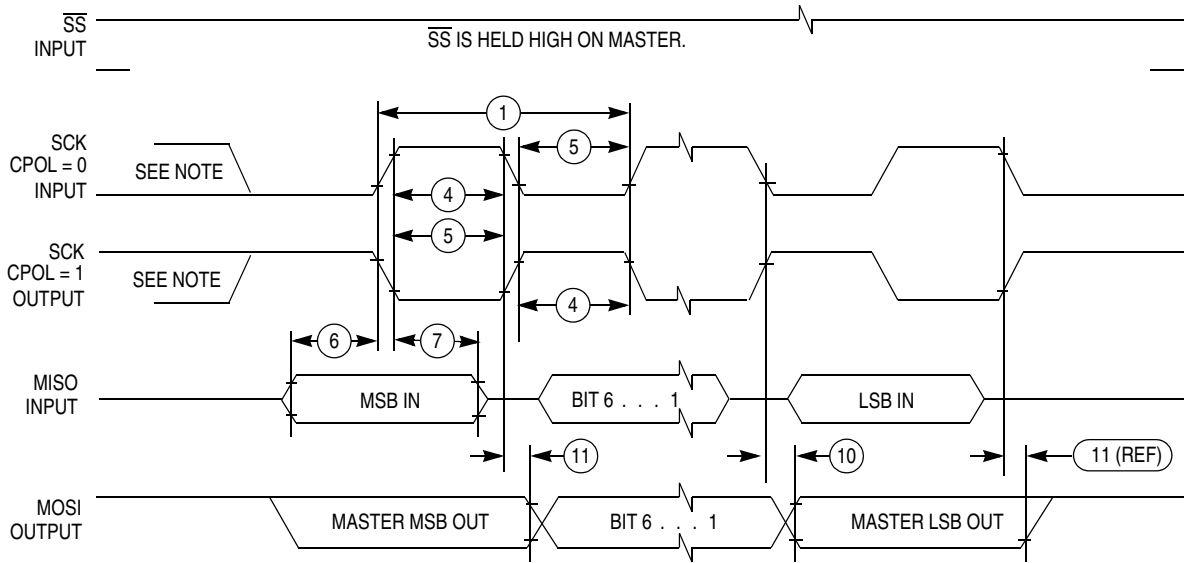 SS
INPUT
SS IS HELD HIGH ON MASTER.
1
SCK
CPOL = 0
INPUT
SEE NOTE
5
4
5
SCK
CPOL = 1
OUTPUT
SEE NOTE
4
6
7
MISO
INPUT
MSB IN
BIT 6 . . . 1
LSB IN
11
10
11 (REF)
MOSI
OUTPUT
MASTER MSB OUT
BIT 6 . . . 1
MASTER LSB OUT